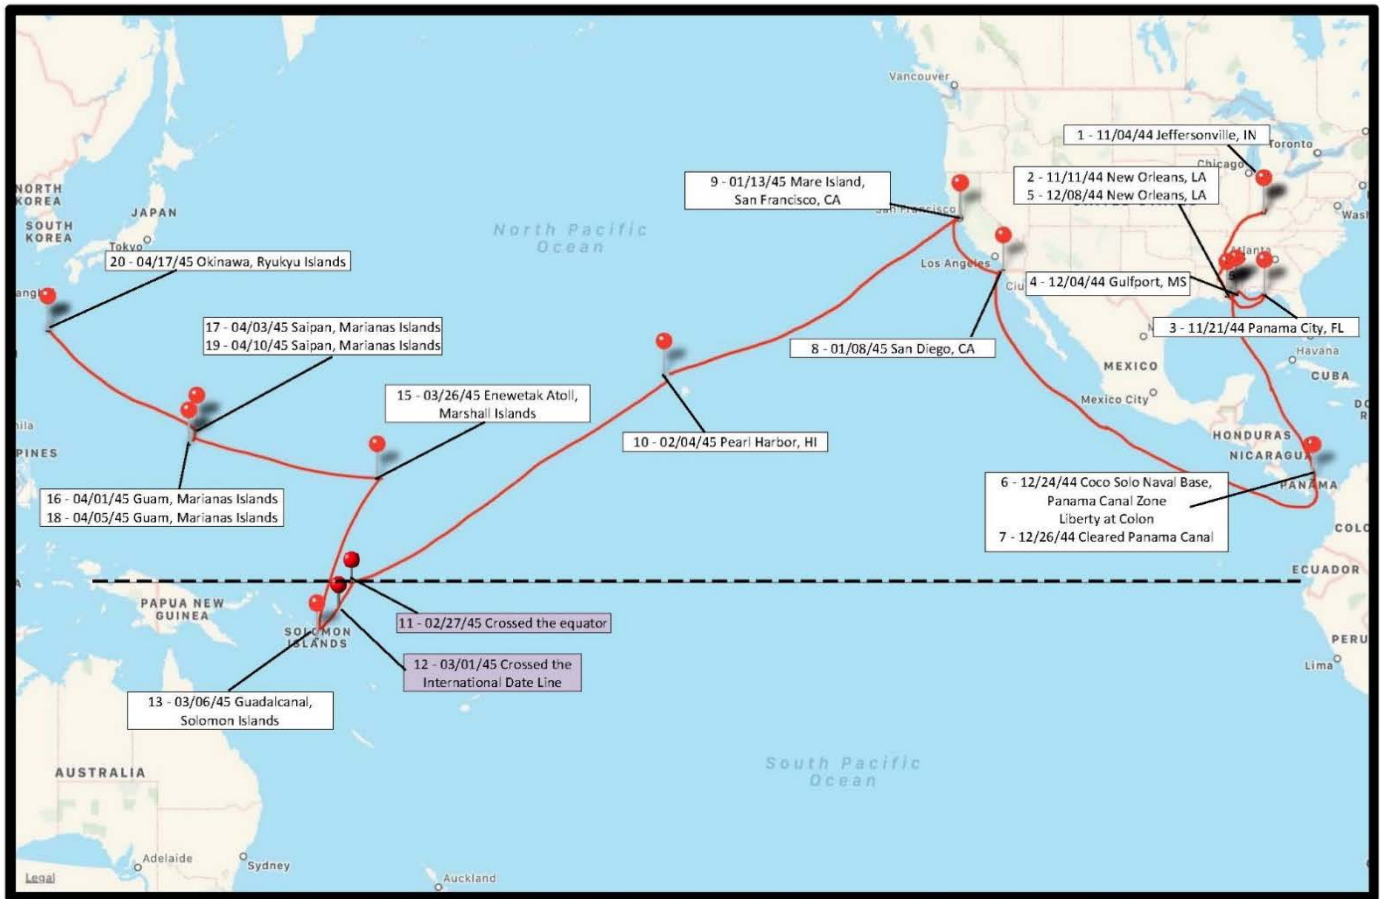 Vancouver
1 - 11/04/44 Jeffersonville, IN
Toronto
Chicago
2 - 11/11/44 New Orleans, LA
5 - 12/08/44 New Orleans, LA
9 - 01/13/45 Mare Island,
San Francisco, CA
San Francisco
NORTH
KOREA
SOUTH
KOREA
JAPAN
Tokyo
20 - 04/17/45 Okinawa, Ryukyu Islands
North Pacific
Ocean
Los Angeles
Atlanta
4 - 12/04/44 Gulfport, MS
3 - 11/21/44 Panama City, FL
17 - 04/03/45 Saipan, Marianas Islands
19 - 04/10/45 Saipan, Marianas Islands
8 - 01/08/45 San Diego, CA
Havana
MEXICO
CUBA
Mexico City
15 - 03/26/45 Enewetak Atoll,
Marshall Islands
10 - 02/04/45 Pearl Harbor, HI
HONDURAS
NICARAGUA
PINES
PANAMA
16 - 04/01/45 Guam, Marianas Islands
18 - 04/05/45 Guam, Marianas Islands
6 - 12/24/44 Coco Solo Naval Base,
Panama Canal Zone
Liberty at Colon
7 - 12/26/44 Cleared Panama Canal
COLO
ECUADOR
PAPUA NEW
GUINEA
SOLOMON
ISLANDS
11 - 02/27/45 Crossed the equator
12 - 03/01/45 Crossed the
International Date Line
PERU
Lima
13 - 03/06/45 Guadalcanal,
Solomon Islands
AUSTRALIA
South Pacific
Ocean
Adelaide
Sydney
Legal
Auckland